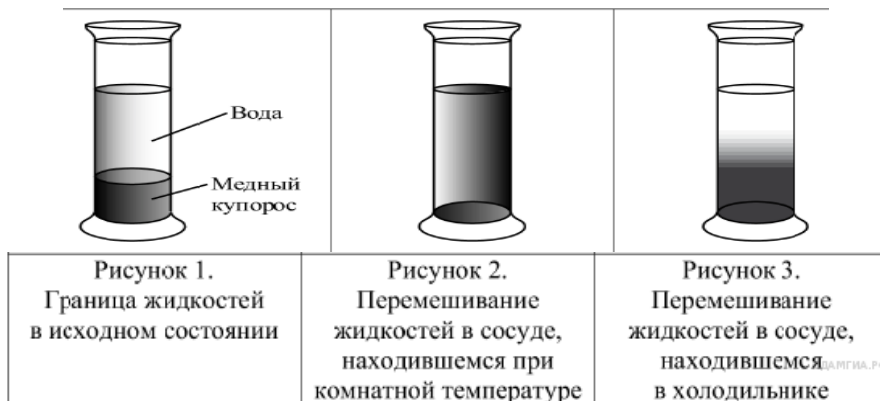 Вода
Медный
купорос
Рисунок 1.
Граница жидкостей
в исходном состоянии
Рисунок 2.
Перемешивание
жидкостей в сосуде,
находившемся при
комнатной температуре
Рисунок 3.
Перемешивание
жидкостей в сосуде,
находившемся
в холодильнике